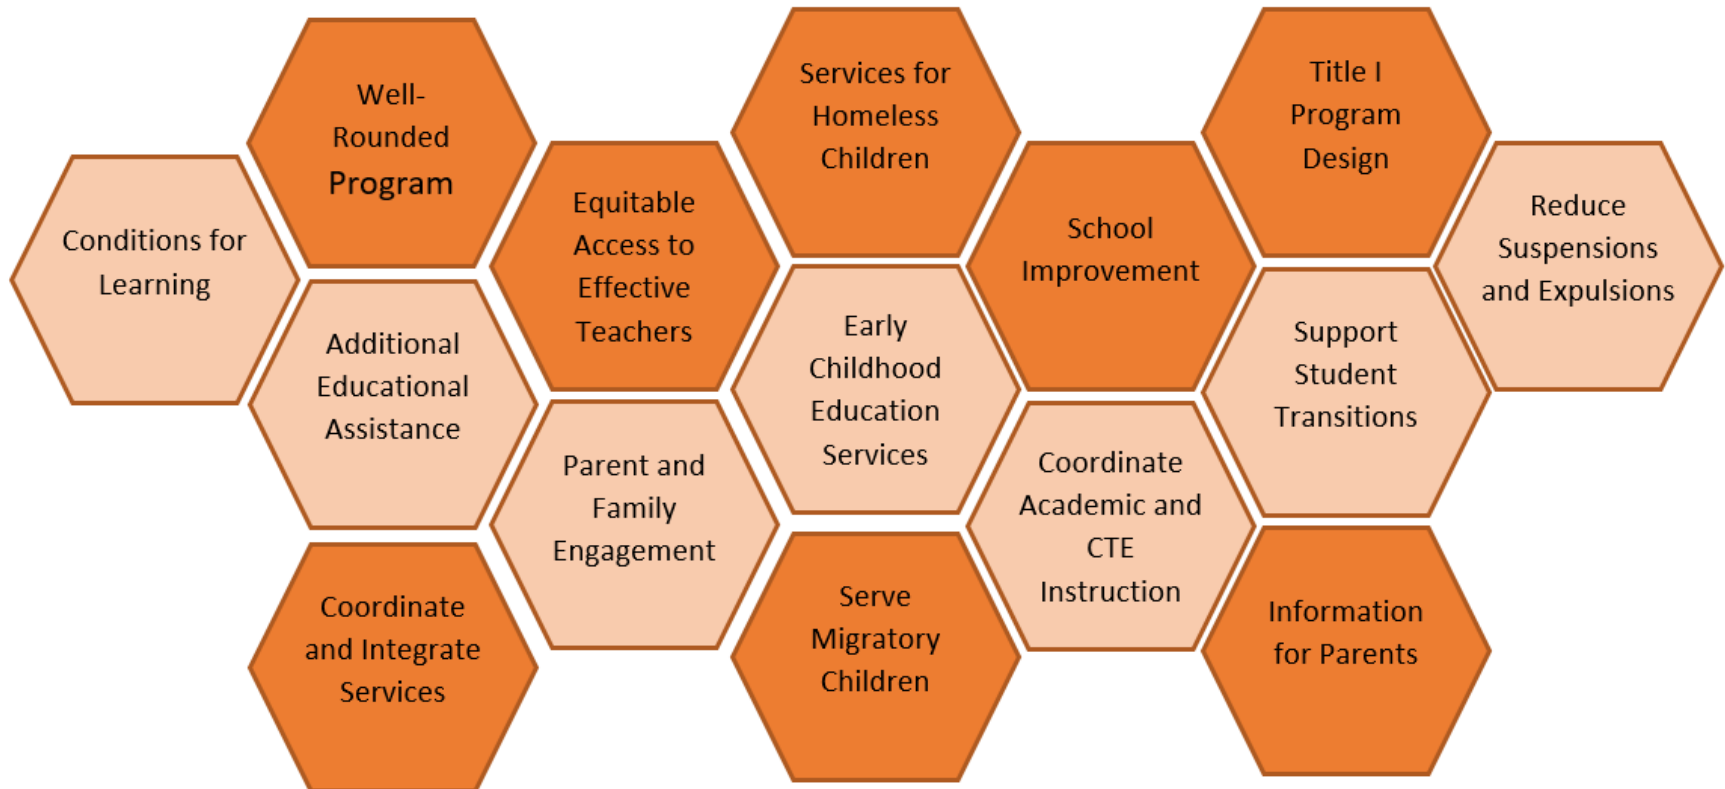 Well-
Rounded
Program
Services for
Homeless
Children
Title I
Program
Design
Conditions for
Learning
Equitable
Access to
Effective
Teachers
School
Improvement
Reduce
Suspensions
and Expulsions
Additional
Educational
Assistance
Early
Childhood
Education
Services
Support
Student
Transitions
Parent and
Family
Engagement
Coordinate
Academic and
CTE
Instruction
Coordinate
and Integrate
Services
Serve
Migratory
Children
Information
for Parents